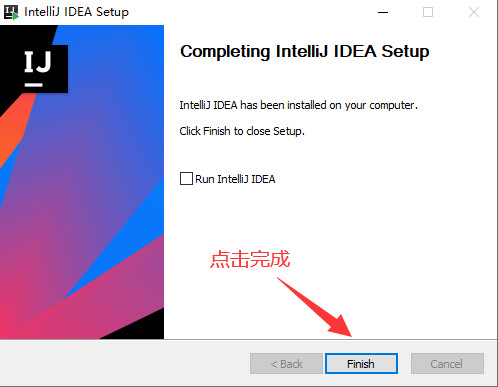 IntelliJ IDEA Setup
IJ
Completing IntelliJ IDEA Setup
IntelliJ IDEA has been installed on your computer.
Click Finish to close Setup.
Run IntelliJ IDEA
点击完成
< Back
Finish
Cancel